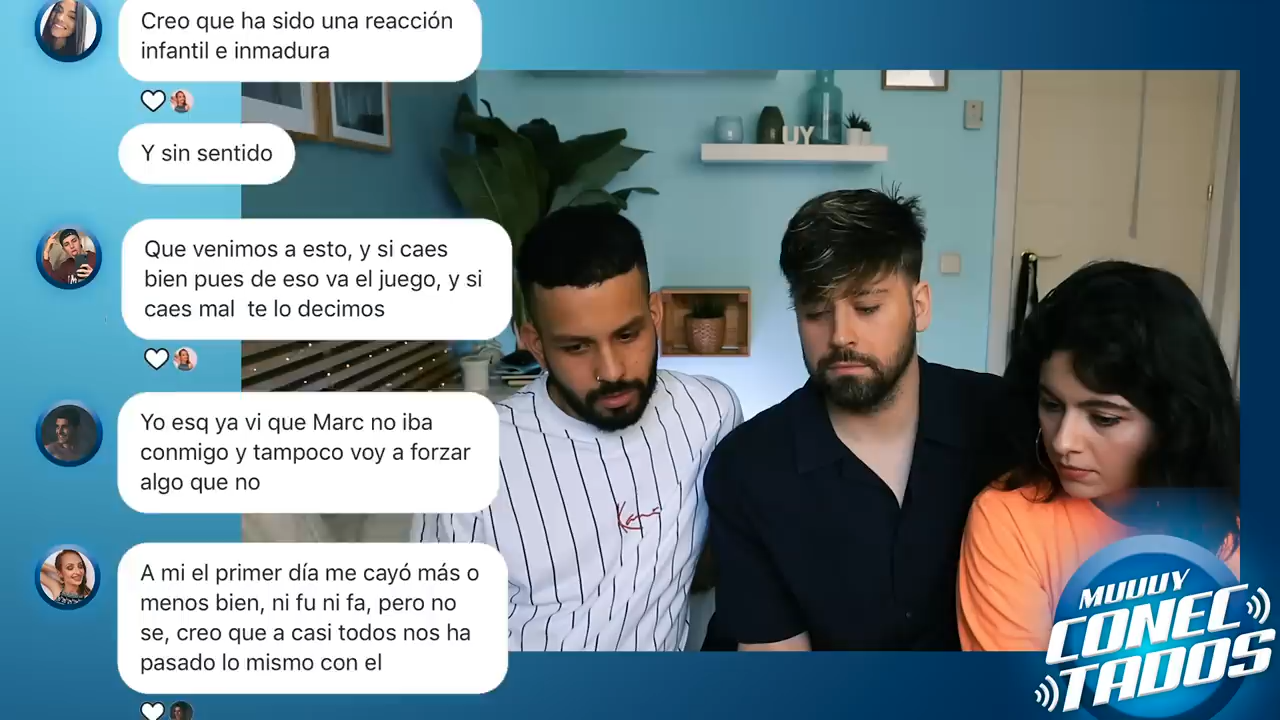 Creo que ha sido una reacción
infantil e inmadura
Y sin sentido
Que venimos a esto, y si caes
bien pues de eso va el juego, y si
caes mal  te lo decimos
Yo esq ya vi que Marc no iba
conmigo y tampoco voy a forzar
algo que no
A mi el primer día me cayó más o
menos bien, ni fu ni fa, pero no
se, creo que a casi todos nos ha
pasado lo mismo con el
UY
MUUUY
CONEC
TADOS